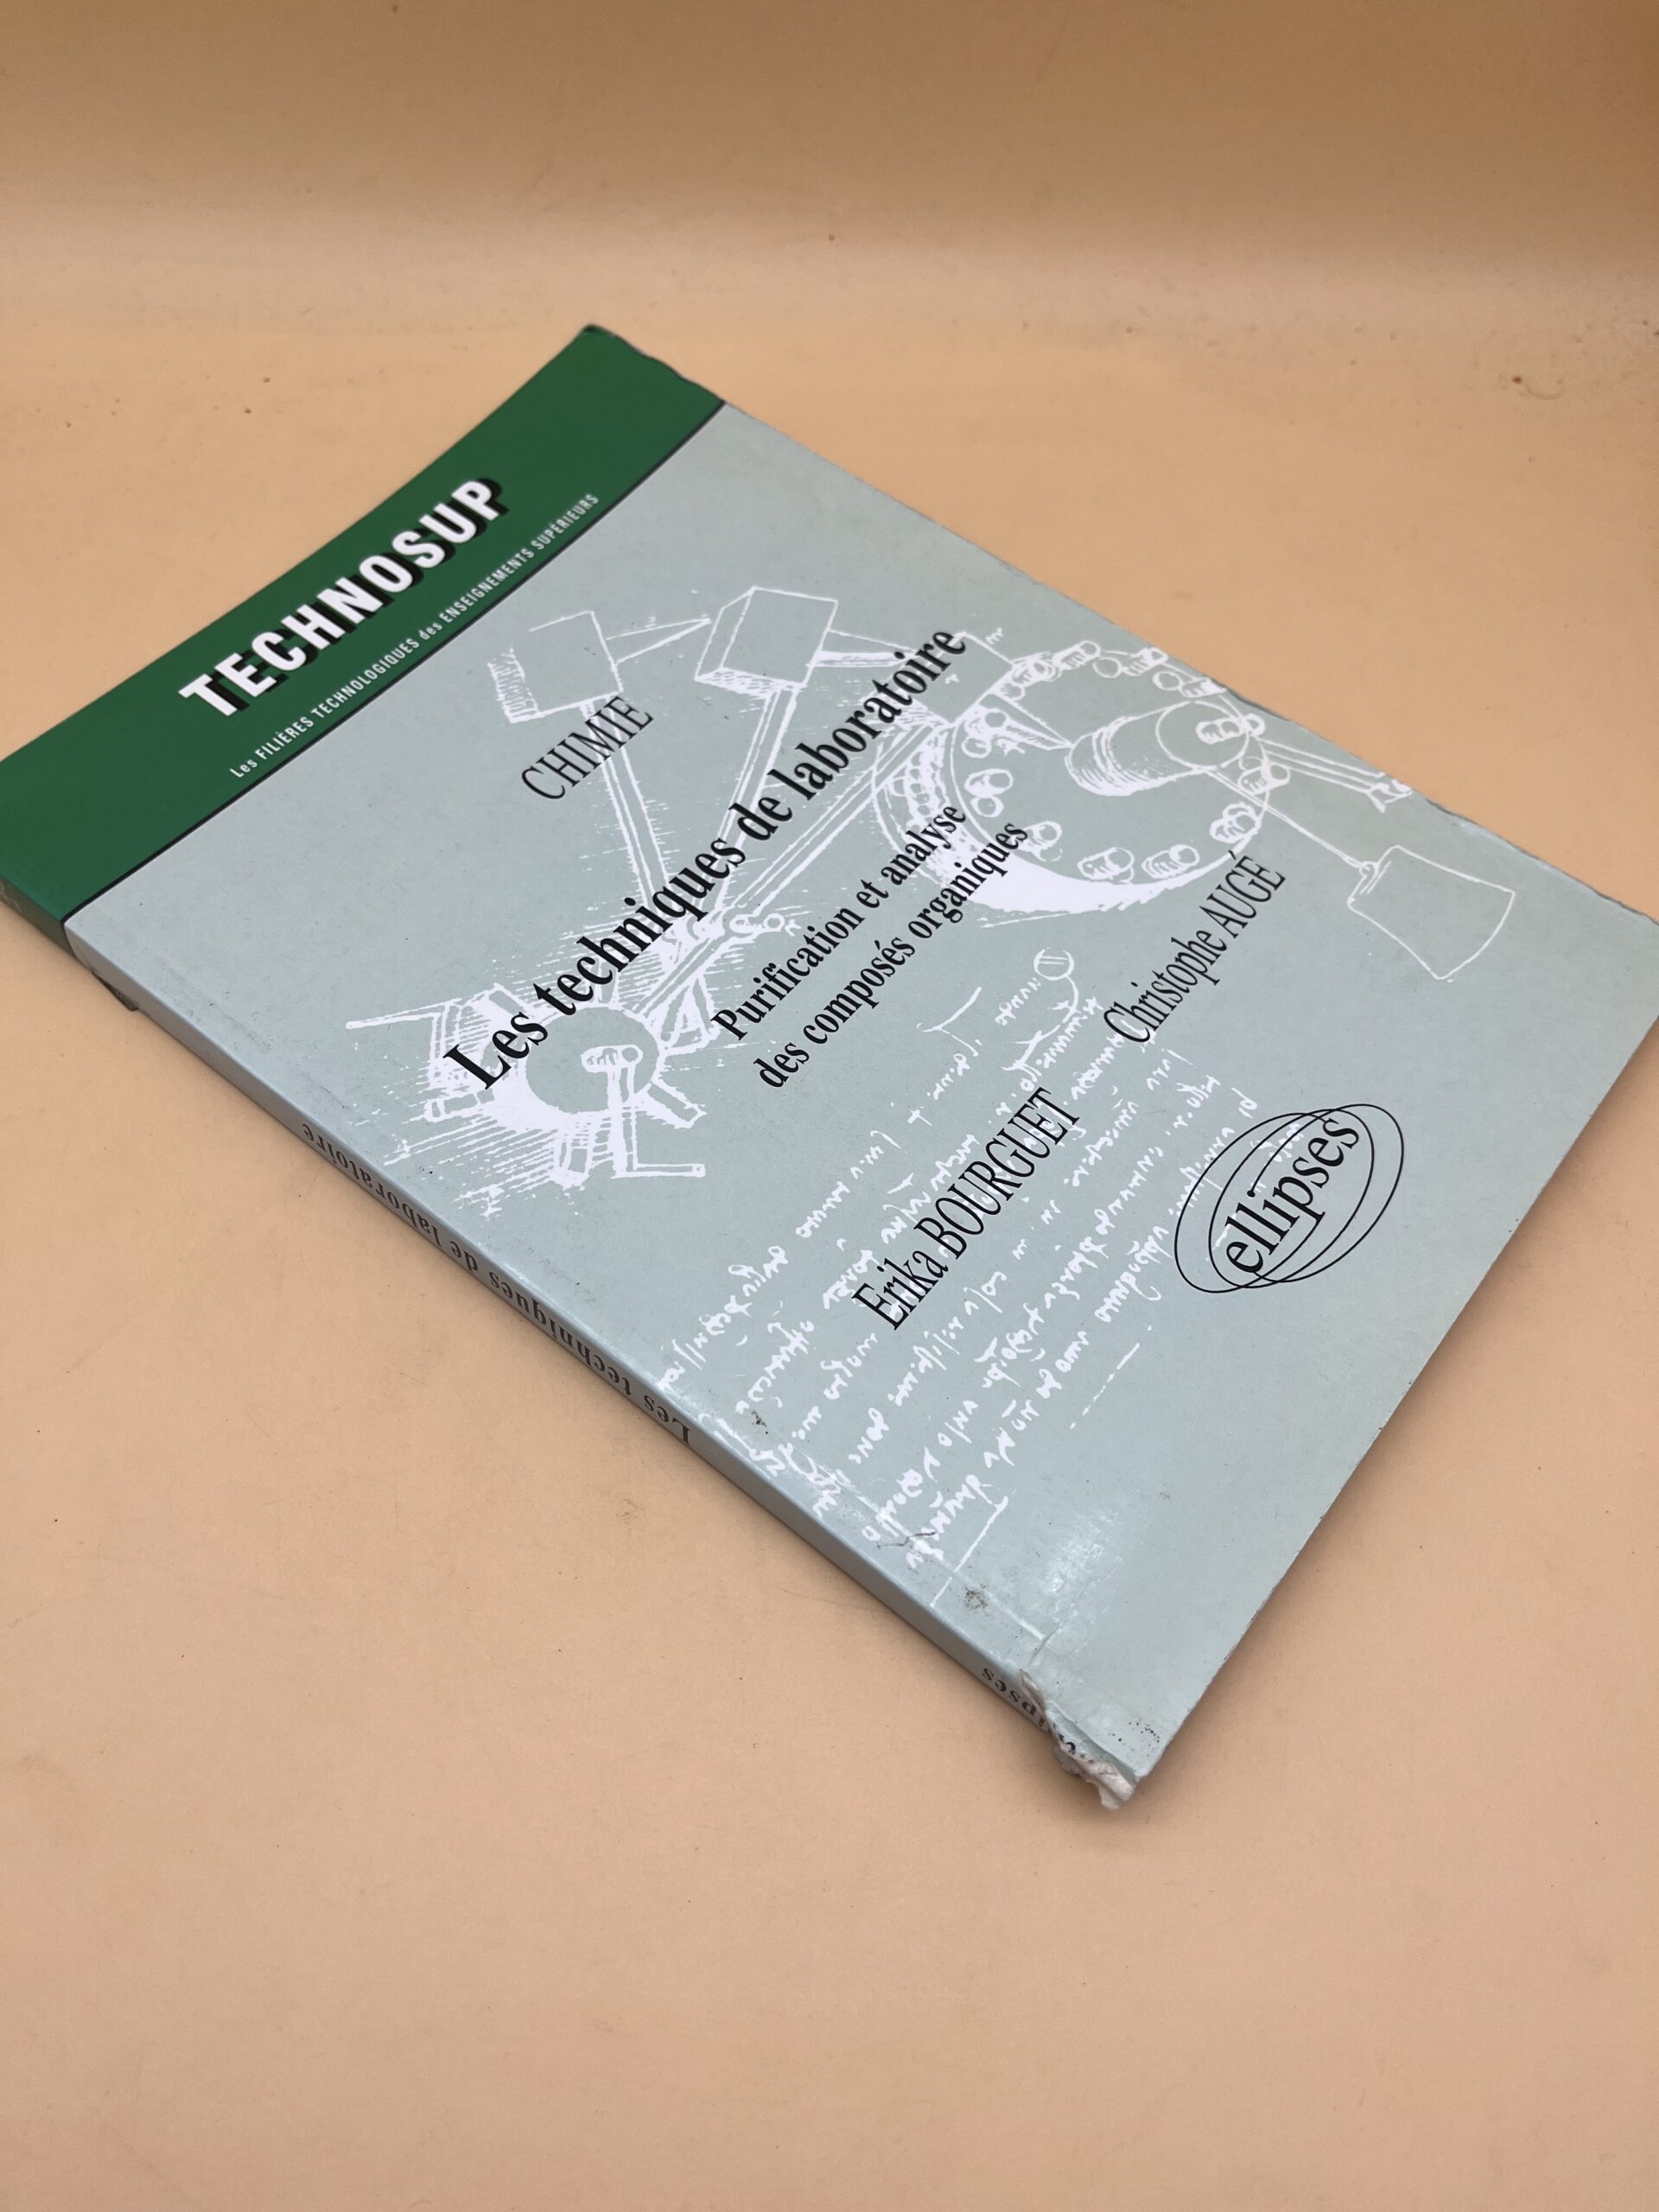 TECHNOSUP
Les FILIÈRES TECHNOLOGIQUES des ENSEIGNEMENTS SUPÉRIEURS
CHIMIE
Les techniques de laboratoire
Purification et analyse
des composés organiques
Erika BOURGUET
Christophe AUGÉ
ellipses
Les techniques de laboratoire